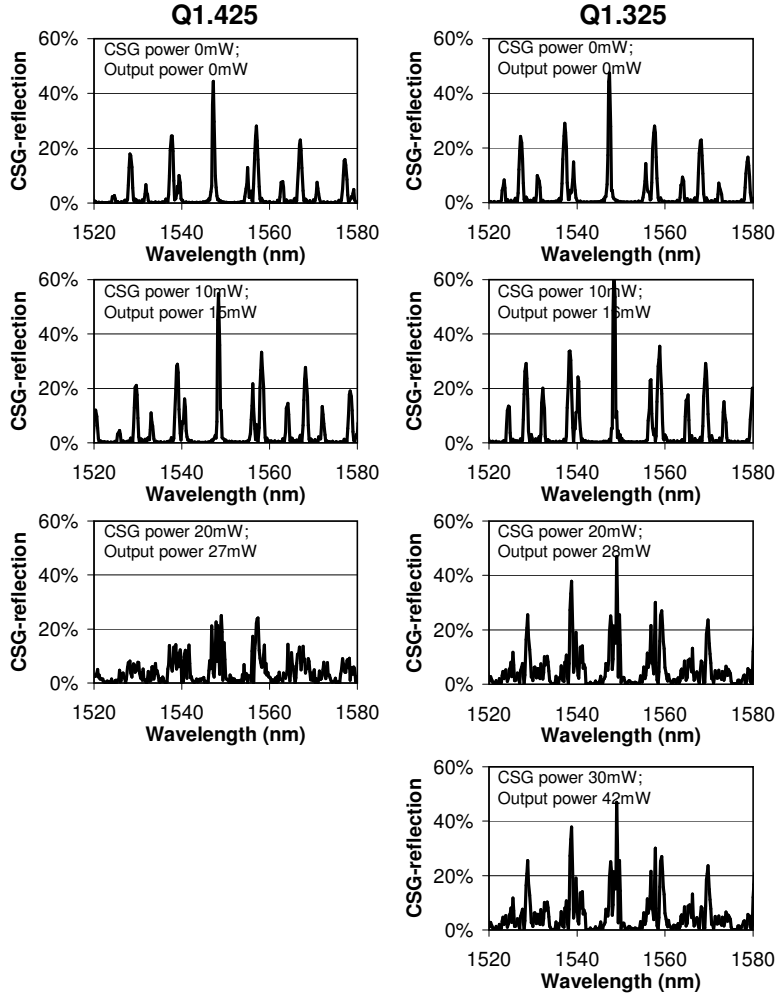 Q1.425
CSG-reflection
60%
40%
20%
0%
CSG power 0mW;
Output power 0mW
1520
1540
1560
1580
Wavelength (nm)
CSG-reflection
60%
40%
20%
0%
CSG power 10mW;
Output power 15mW
1520
1540
1560
1580
Wavelength (nm)
CSG-reflection
60%
40%
20%
0%
CSG power 20mW;
Output power 27mW
1520
1540
1560
1580
Wavelength (nm)
Q1.325
CSG-reflection
60%
40%
20%
0%
CSG power 0mW;
Output power 0mW
1520
1540
1560
1580
Wavelength (nm)
CSG-reflection
60%
40%
20%
0%
CSG power 10mW;
Output power 16mW
1520
1540
1560
1580
Wavelength (nm)
CSG-reflection
60%
40%
20%
0%
CSG power 20mW;
Output power 28mW
1520
1540
1560
1580
Wavelength (nm)
CSG-reflection
60%
40%
20%
0%
CSG power 30mW;
Output power 42mW
1520
1540
1560
1580
Wavelength (nm)